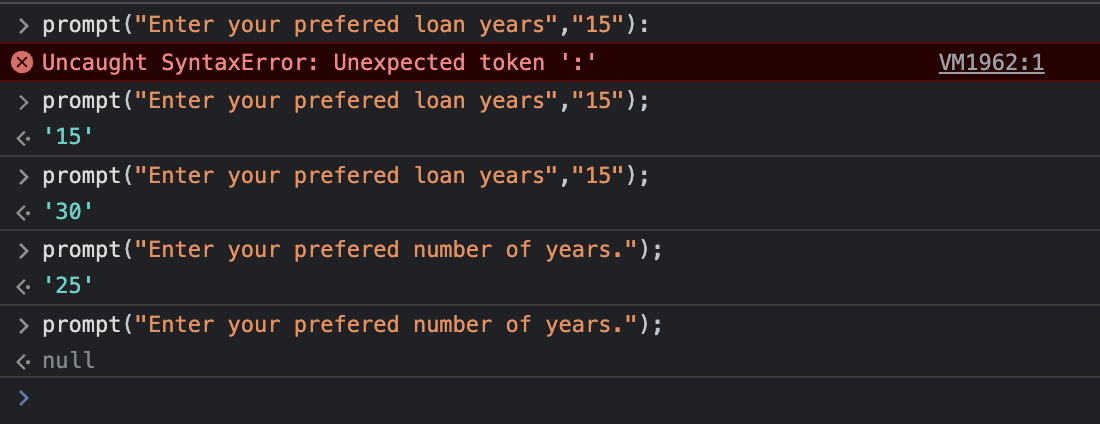 > prompt("Enter your prefered loan years","15"):
Uncaught SyntaxError: Unexpected token ':' VM1962:1
> prompt("Enter your prefered loan years","15");
'15'
> prompt("Enter your prefered loan years","15");
'30'
> prompt("Enter your prefered number of years.");
'25'
> prompt("Enter your prefered number of years.");
null
>